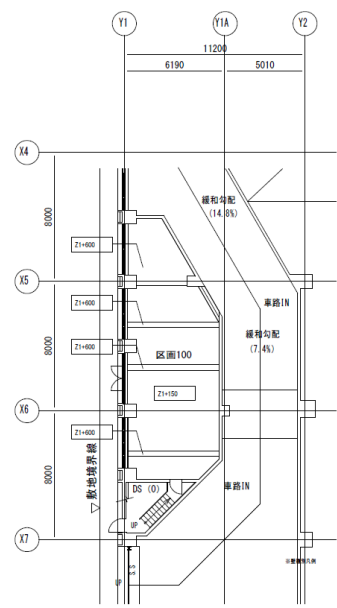 Y1
Y1A
Y2
11200
6190
5010
X4
緩和勾配
(14.8%)
8000
Z1+600
X5
車路IN
Z1+600
緩和勾配
(7.4%)
8000
Z1+600
区画100
Z1+150
X6
Z1+600
敷地境界線
8000
DS (O)
車路IN
UP
X7
UP
SS